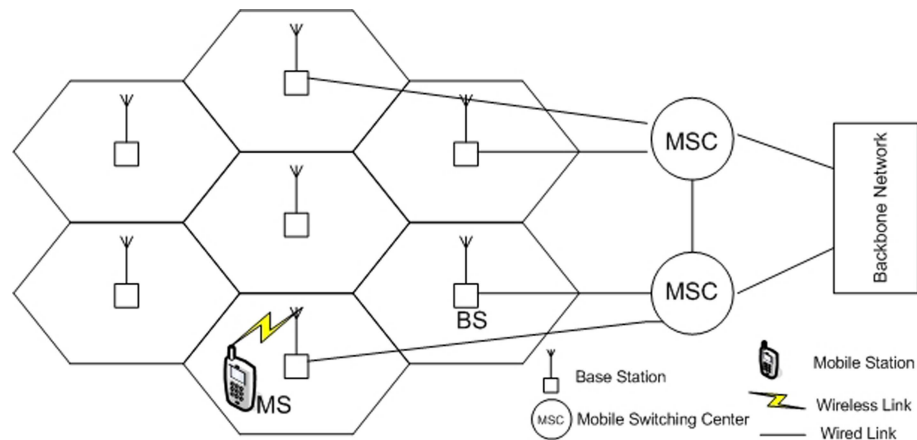 MSC
Backbone Network
MSC
BS
MS
Base Station
MSC
Mobile Switching Center
Mobile Station
Wireless Link
Wired Link